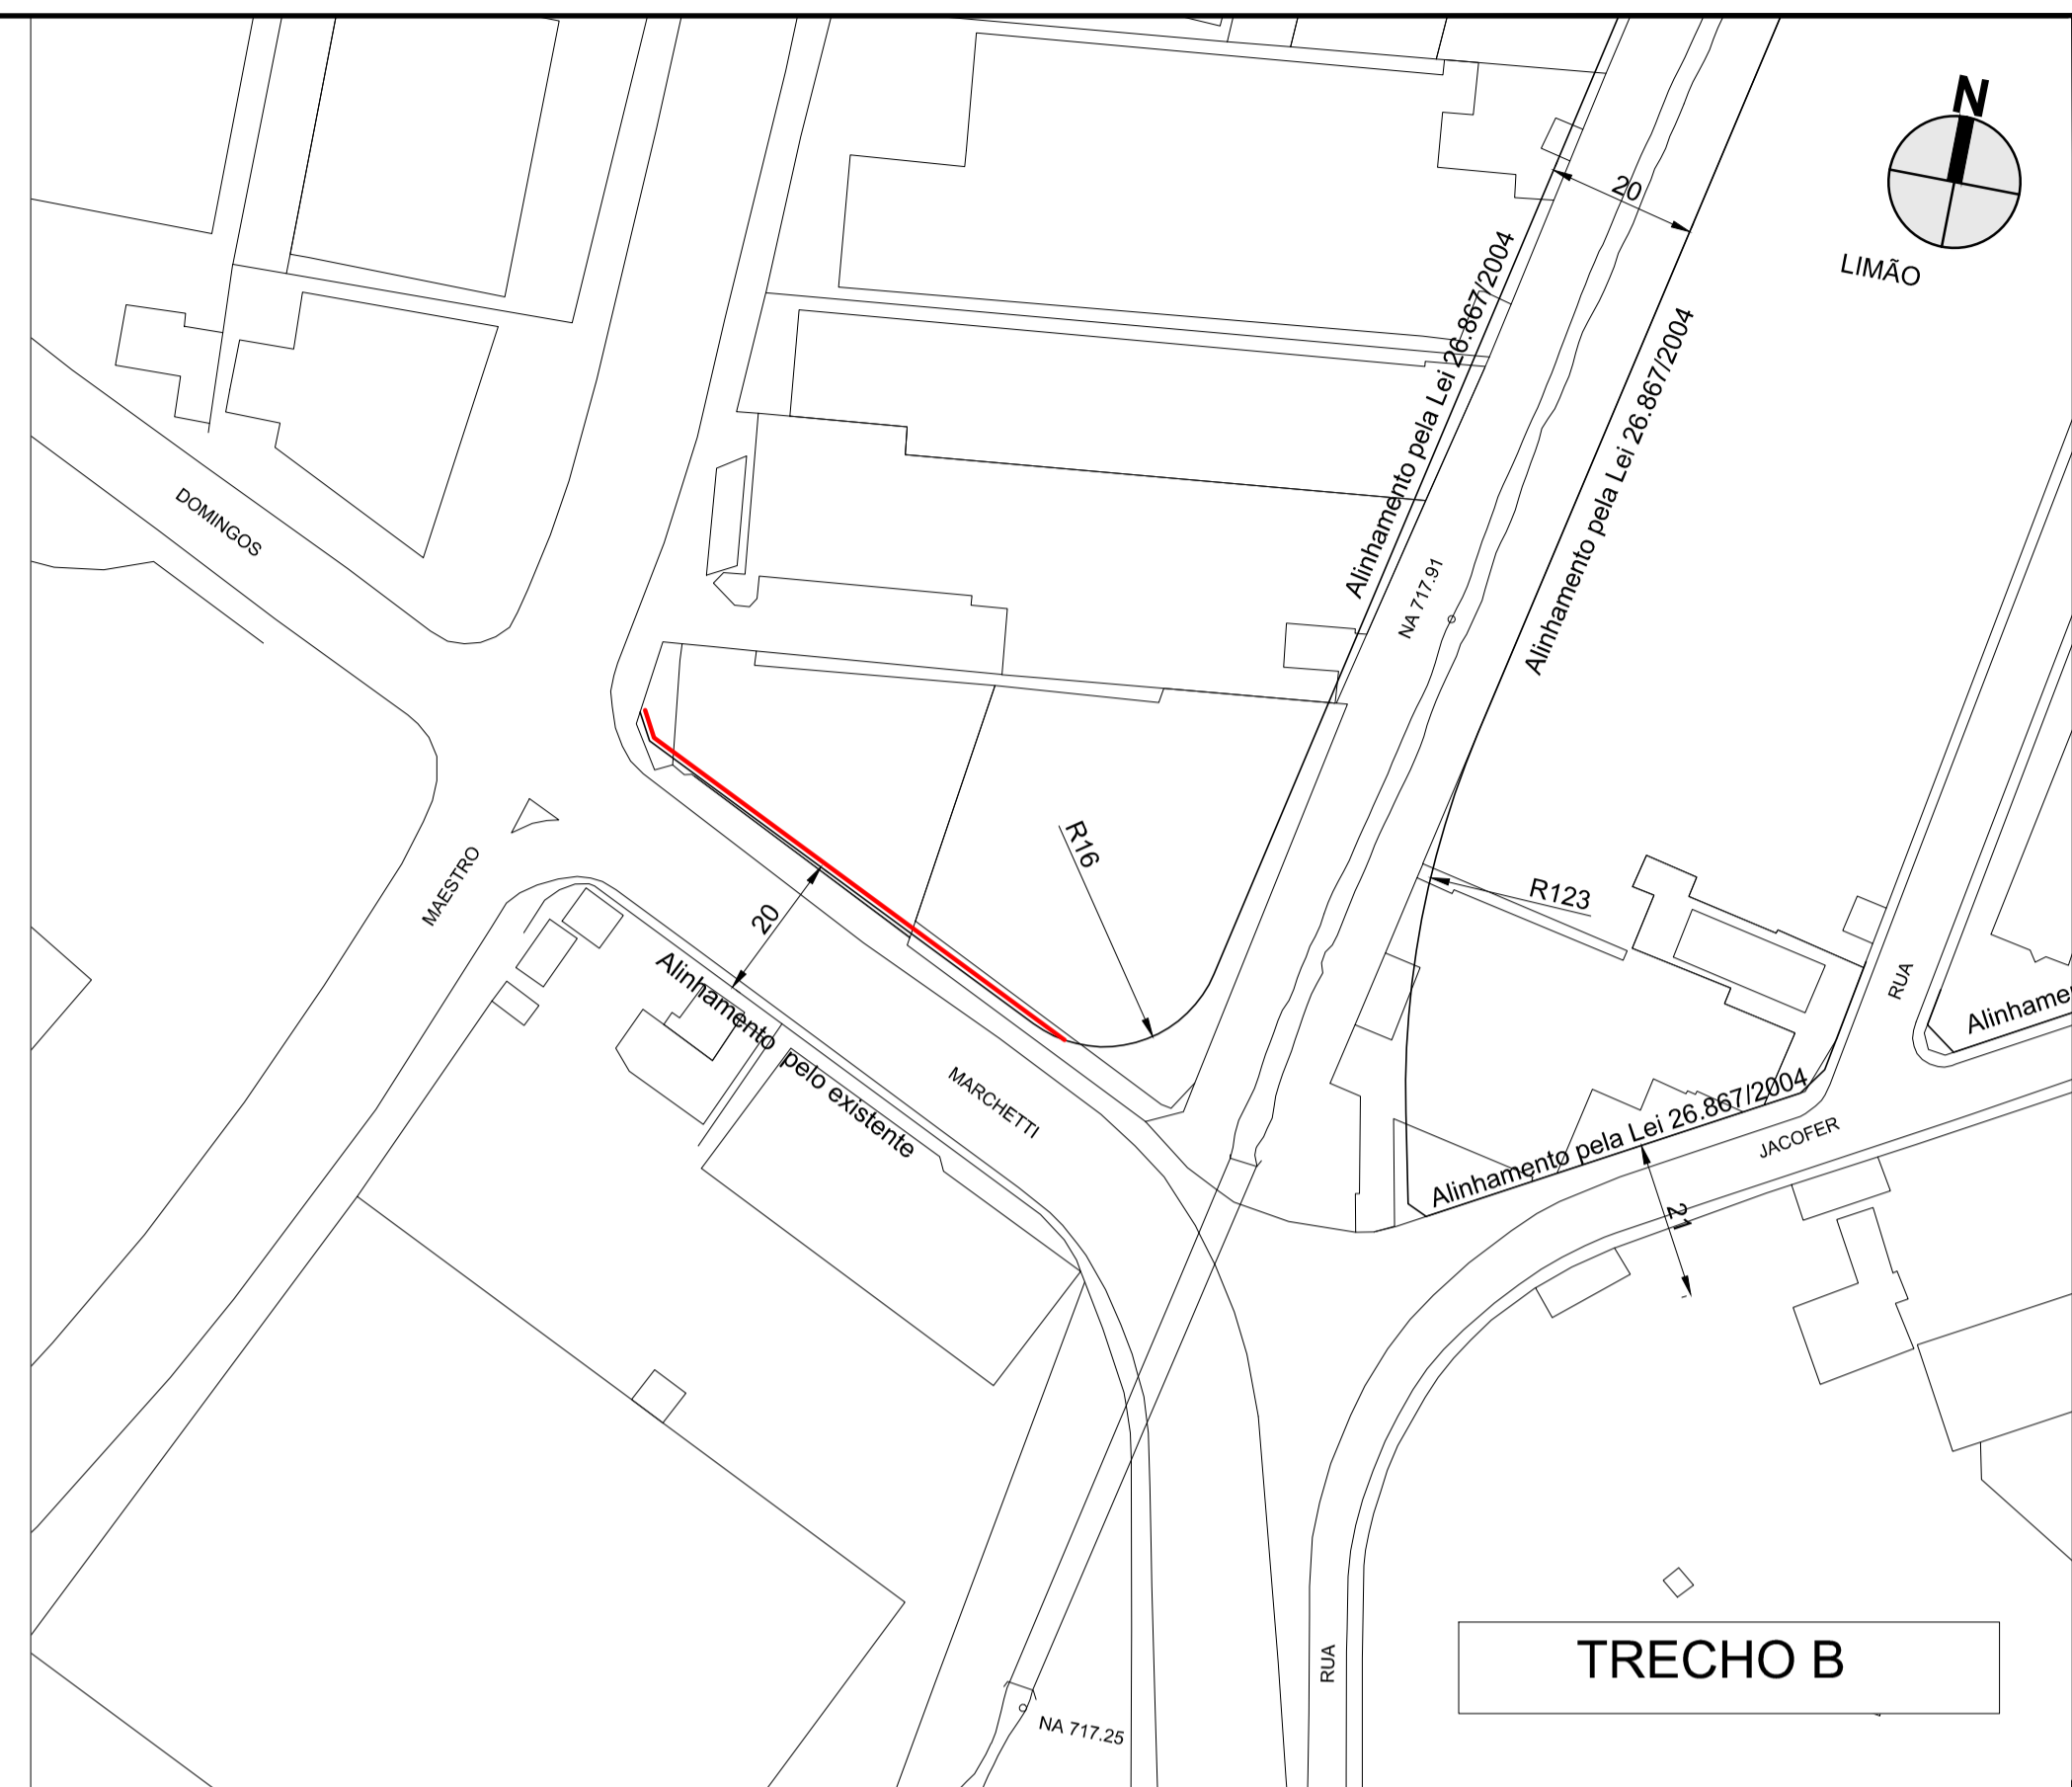 N
20
LIMÃO
Alinhamento pela Lei 26.867/2004
Alinhamento pela Lei 26.867/2004
DOMINGOS
NA 717.91
R16
MAESTRO
R123
20
Alinhamento pelo existente
RUA
MARCHETTI
Alinhame
Alinhamento pela Lei 26.867/2004
JACOFER
21
RUA
TRECHO B
NA 717.25